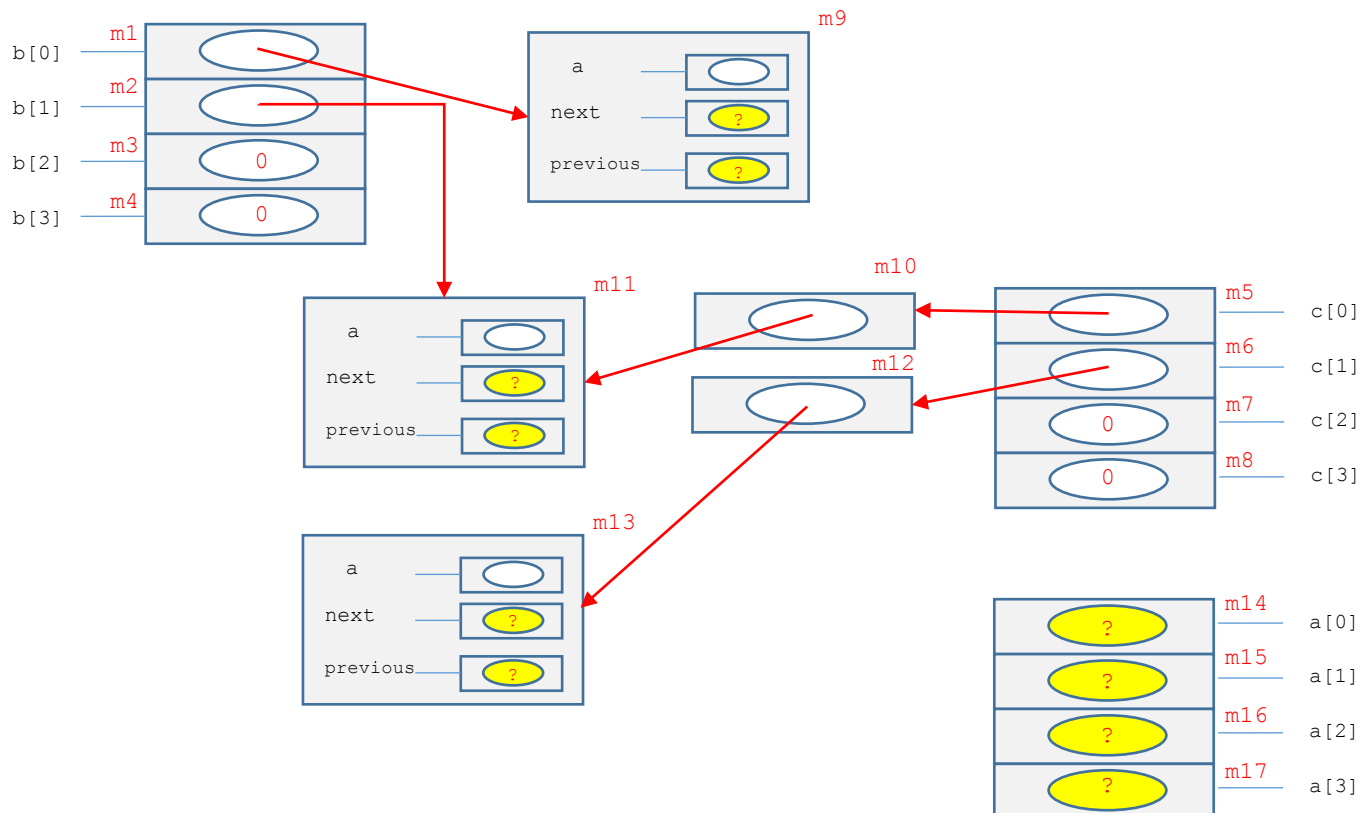 m9
b[0] m1
a
b[1] m2
next ?
b[2] m3 0
previous ?
b[3] m4 0
m11
a
next ?
previous ?
m10
m12
m5 c[0]
m6 c[1]
0 m7 c[2]
0 m8 c[3]
m13
a
next ?
previous ?
? m14 a[0]
? m15 a[1]
? m16 a[2]
? m17 a[3]